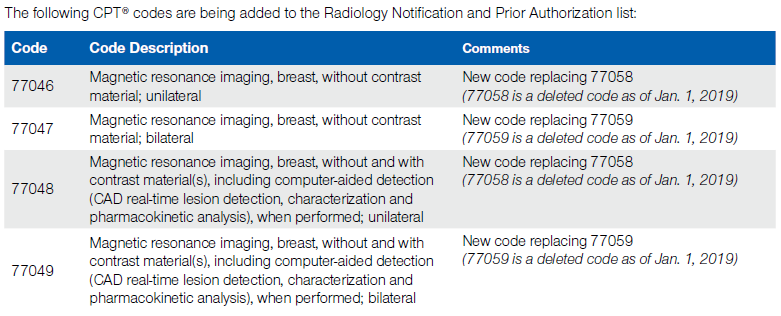 The following CPT® codes are being added to the Radiology Notification and Prior Authorization list:
Code Code Description Comments
77046 Magnetic resonance imaging, breast, without contrast material; unilateral New code replacing 77058 (77058 is a deleted code as of Jan. 1, 2019)
77047 Magnetic resonance imaging, breast, without contrast material; bilateral New code replacing 77059 (77059 is a deleted code as of Jan. 1, 2019)
77048 Magnetic resonance imaging, breast, without and with contrast material(s), including computer-aided detection (CAD real-time lesion detection, characterization and pharmacokinetic analysis), when performed; unilateral New code replacing 77058 (77058 is a deleted code as of Jan. 1, 2019)
77049 Magnetic resonance imaging, breast, without and with contrast material(s), including computer-aided detection (CAD real-time lesion detection, characterization and pharmacokinetic analysis), when performed; bilateral New code replacing 77059 (77059 is a deleted code as of Jan. 1, 2019)